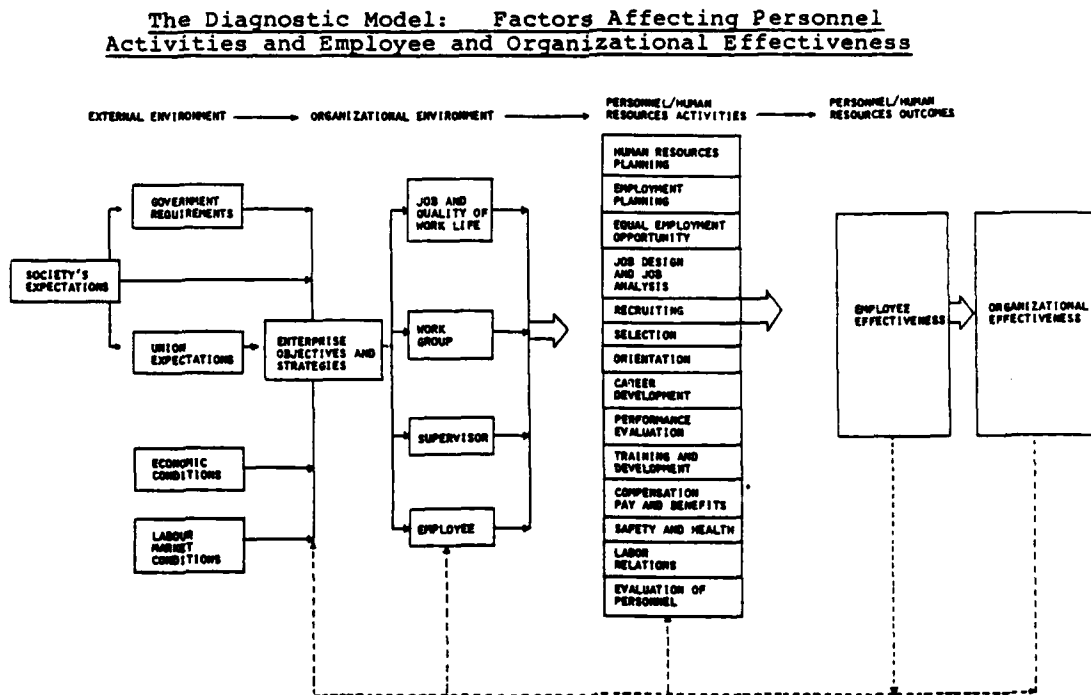 The Diagnostic Model: Factors Affecting Personnel
Activities and Employee and Organizational Effectiveness
EXTERNAL ENVIRONMENT
ORGANIZATIONAL ENVIRONMENT
PERSONNEL/HUMAN
RESOURCES ACTIVITIES
PERSONNEL/HUMAN
RESOURCES OUTCOMES
SOCIETY'S
EXPECTATIONS
GOVERNMENT
REQUIREMENTS
UNION
EXPECTATIONS
ECONOMIC
CONDITIONS
LABOUR
MARKET
CONDITIONS
ENTERPRISE
OBJECTIVES AND
STRATEGIES
JOB AND
QUALITY OF
WORK LIFE
WORK
GROUP
SUPERVISOR
EMPLOYEE
HUMAN RESOURCES
PLANNING
EMPLOYMENT
PLANNING
EQUAL EMPLOYMENT
OPPORTUNITY
JOB DESIGN
AND JOB
ANALYSIS
RECRUITING
SELECTION
ORIENTATION
CAREER
DEVELOPMENT
PERFORMANCE
EVALUATION
TRAINING AND
DEVELOPMENT
COMPENSATION
PAY AND BENEFITS
SAFETY AND HEALTH
LABOR
RELATIONS
EVALUATION OF
PERSONNEL
EMPLOYEE
EFFECTIVENESS
ORGANIZATIONAL
EFFECTIVENESS